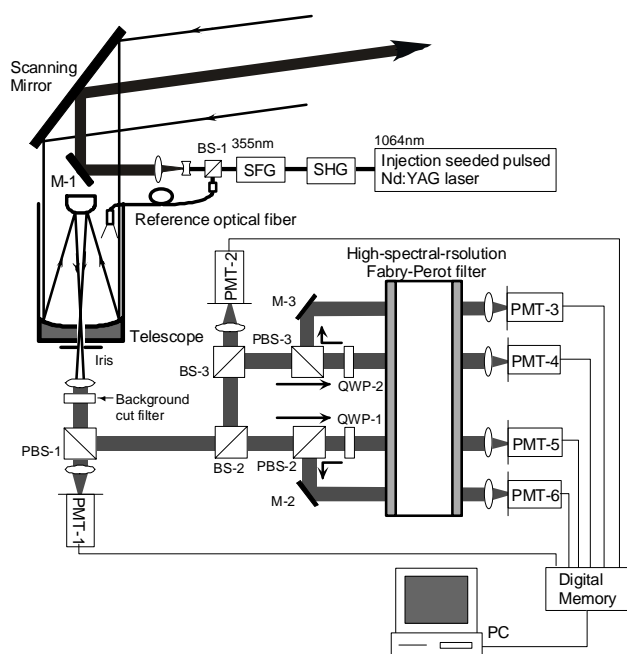 Scanning
Mirror
M-1
BS-1
355nm
SFG
SHG
1064nm
Injection seeded pulsed
Nd:YAG laser
Reference optical fiber
PMT-2
High-spectral-rsolution
Fabry-Perot filter
M-3
PMT-3
Telescope
PBS-3
Iris
BS-3
PMT-4
QWP-2
Background
cut filter
QWP-1
PBS-1
BS-2
PBS-2
PMT-5
M-2
PMT-6
PMT-1
Digital
Memory
PC